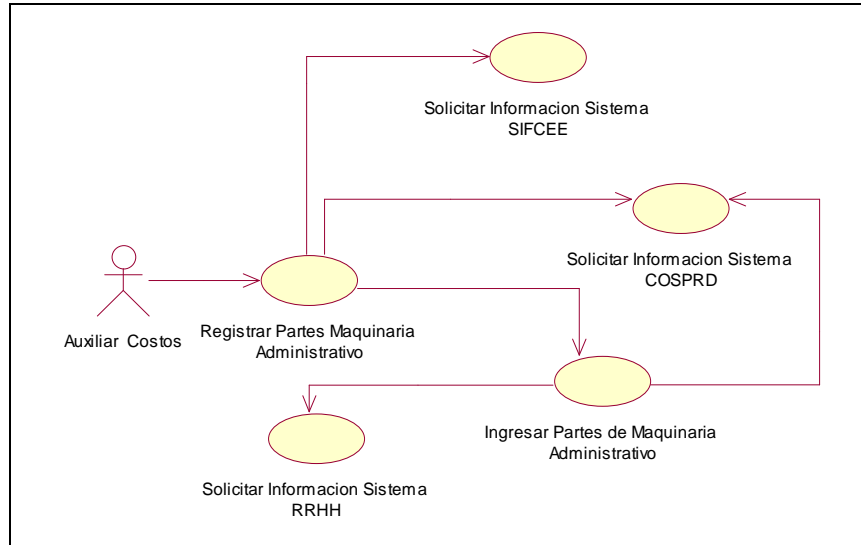 Solicitar Informacion Sistema
SIFCEE
Solicitar Informacion Sistema
COSPRD
Auxiliar Costos
Registrar Partes Maquinaria
Administrativo
Ingresar Partes de Maquinaria
Administrativo
Solicitar Informacion Sistema
RRHH